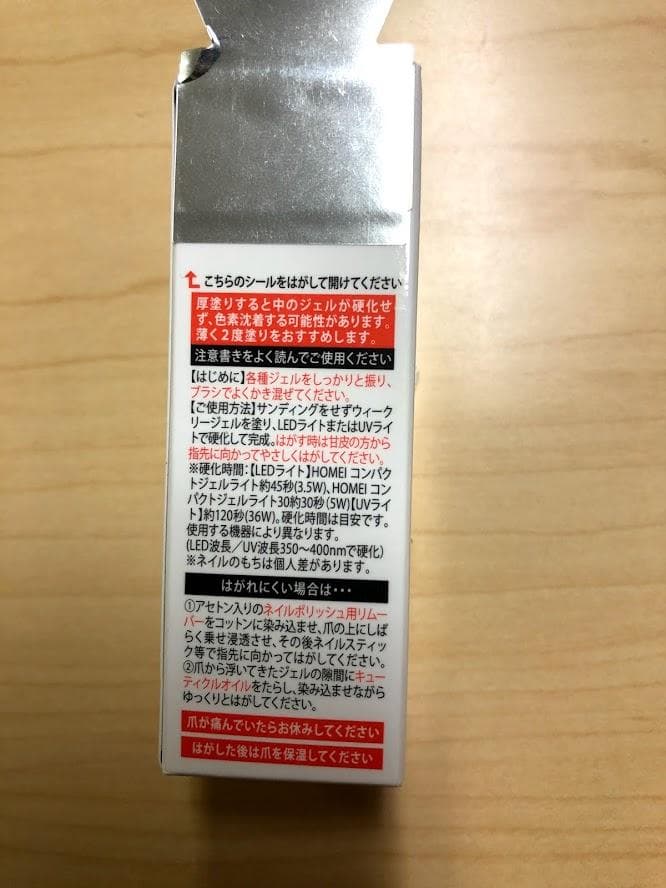 こちらのシールをはがして開けてください
厚塗りすると中のジェルが硬化せ
ず、色素沈着する可能性があります。
薄く2度塗りをおすすめします。
注意書きをよく読んでご使用ください
【はじめに】各種ジェルをしっかりと振り、
ブラシでよくかき混ぜてください。
【ご使用方法】サンディングをせずウィーク
リージェルを塗り、LEDライトまたはUVライ
トで硬化して完成。はがす時は甘皮の方から
指先に向かってやさしくはがしてください。
※硬化時間:【LEDライト】HOMEI コンパク
トジェルライト約45秒(3.5W)、HOMEI コン
パクトジェルライト30約30秒(5W)【UVライ
ト】約120秒(36W)。硬化時間は目安です。
使用する機器により異なります。
(LED波長/UV波長350〜400nmで硬化)
※ネイルのもちは個人差があります。
はがれにくい場合は・・・
①アセトン入りのネイルポリッシュ用リムー
バーをコットンに染み込ませ、爪の上にしば
らく乗せ浸透させ、その後ネイルスティッ
ク等で指先に向かってはがしてください。
②爪から浮いてきたジェルの隙間にキュー
ティクルオイルをたらし、染み込ませながら
ゆっくりとはがしてください。
爪が痛んでいたらお休みしてください
はがした後は爪を保湿してください